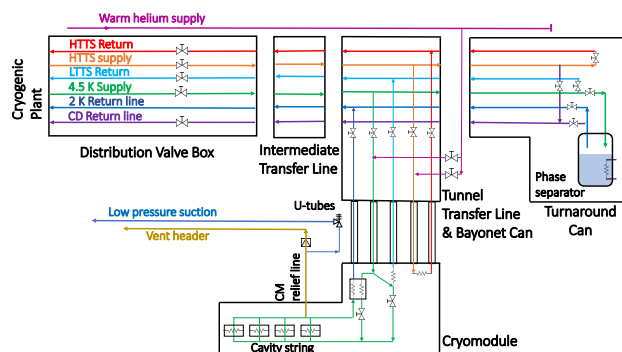 Warm helium supply
Cryogenic
Plant
HTTS Return
HTTS supply
LTTS Return
4.5 K Supply
2 K Return line
CD Return line
Distribution Valve Box
Intermediate
Transfer Line
Tunnel
Transfer Line
& Bayonet Can
Phase
separator
Turnaround
Can
U-tubes
Low pressure suction
Vent header
CM
relief line
Cavity string
Cryomodule